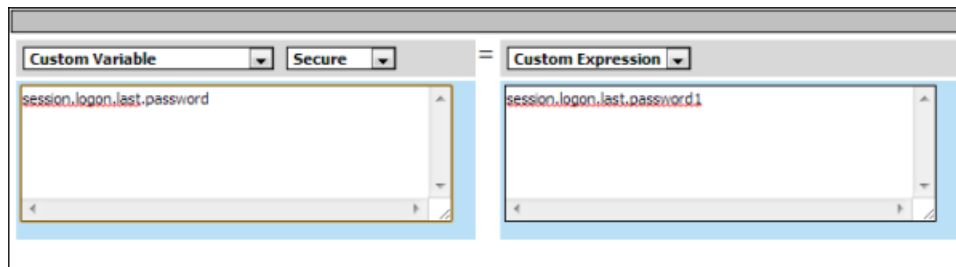 Custom Variable Secure = Custom Expression
session.logon.last.password session.logon.last.password1